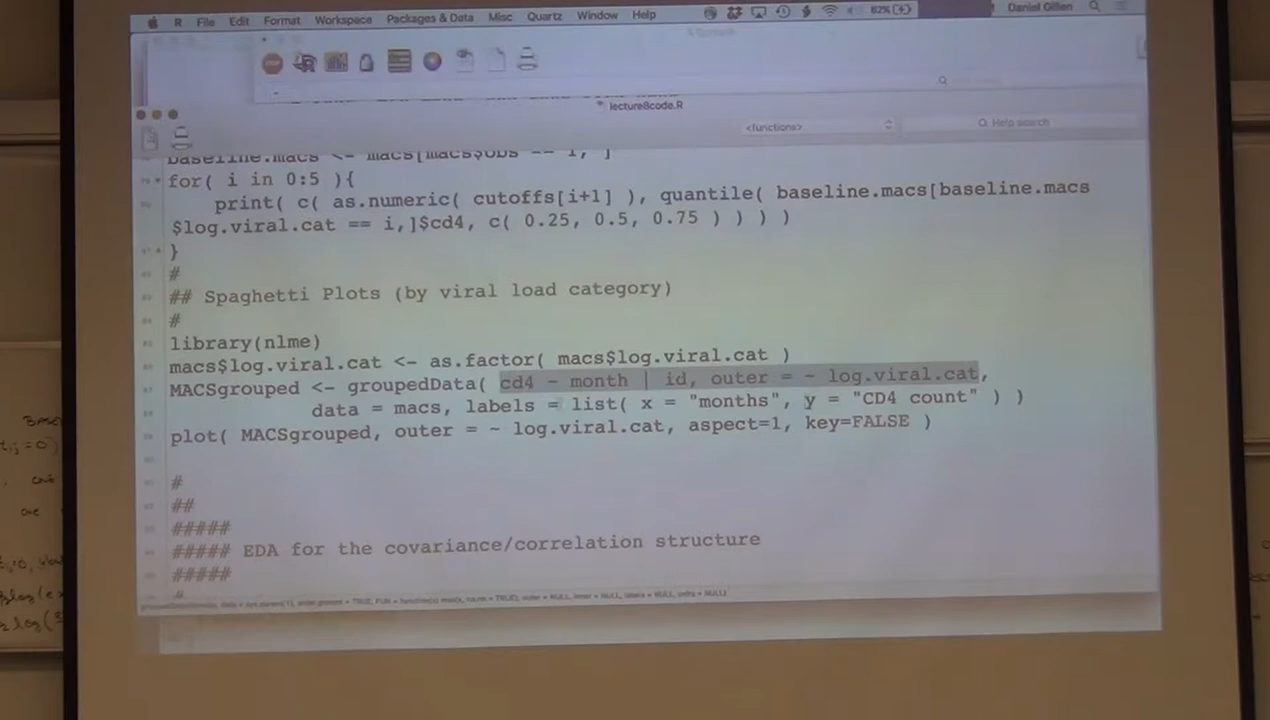 R File Edit Format Workspace Packages & Data Misc Quartz Window Help 62% Daniel Gillen
lecture8code.R
<functions> Help search
baseline.macs <- macs[macs$obs == 1, ]
for( i in 0:5 ){
print( c( as.numeric( cutoffs[i+1] ), quantile( baseline.macs[baseline.macs
$log.viral.cat == i,]$cd4, c( 0.25, 0.5, 0.75 ) ) ) )
}
#
## Spaghetti Plots (by viral load category)
#
library(nlme)
macs$log.viral.cat <- as.factor( macs$log.viral.cat )
MACSgrouped <- groupedData( cd4 ~ month | id, outer = ~ log.viral.cat,
data = macs, labels = list( x = "months", y = "CD4 count" ) )
plot( MACSgrouped, outer = ~ log.viral.cat, aspect=1, key=FALSE )
#
##
#####
##### EDA for the covariance/correlation structure
#####
#